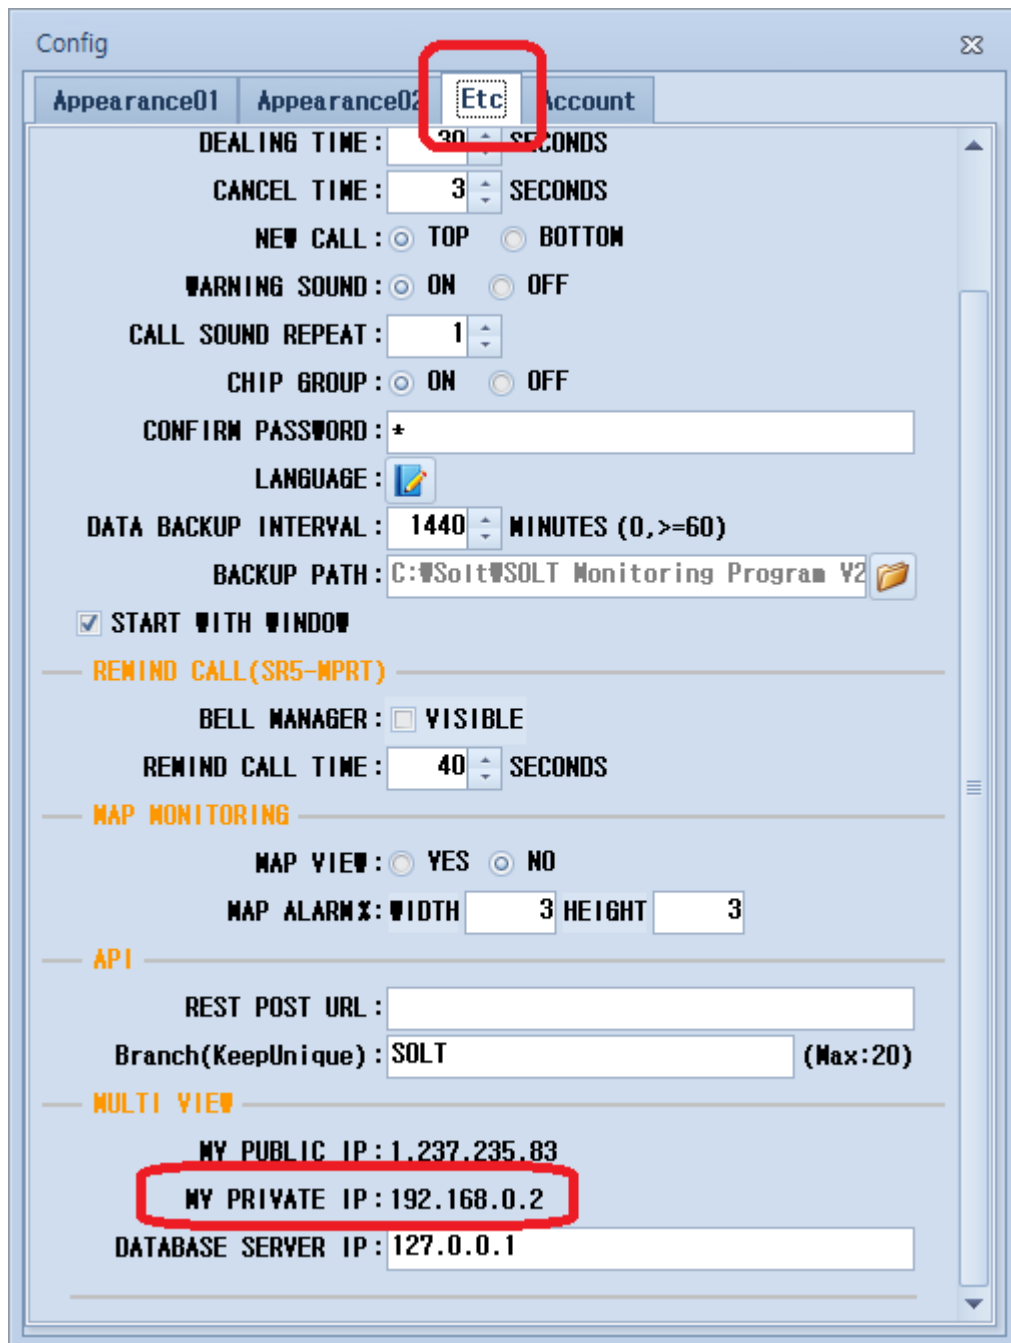 Config
Appearance01 Appearance02 Etc Account
DEALING TIME: 30 SECONDS
CANCEL TIME: 3 SECONDS
NEW CALL: TOP BOTTOM
WARNING SOUND: ON OFF
CALL SOUND REPEAT: 1
CHIP GROUP: ON OFF
CONFIRM PASSWORD: *
LANGUAGE:
DATA BACKUP INTERVAL: 1440 MINUTES (0,>=60)
BACKUP PATH: C:₩Solt₩SOLT Monitoring Program V2
START WITH WINDOW
REMIND CALL(SR5-MPRT)
BELL MANAGER: VISIBLE
REMIND CALL TIME: 40 SECONDS
MAP MONITORING
MAP VIEW: YES NO
MAP ALARM%: WIDTH 3 HEIGHT 3
API
REST POST URL:
Branch(KeepUnique): SOLT (Max:20)
MULTI VIEW
MY PUBLIC IP: 1.237.235.83
MY PRIVATE IP: 192.168.0.2
DATABASE SERVER IP: 127.0.0.1